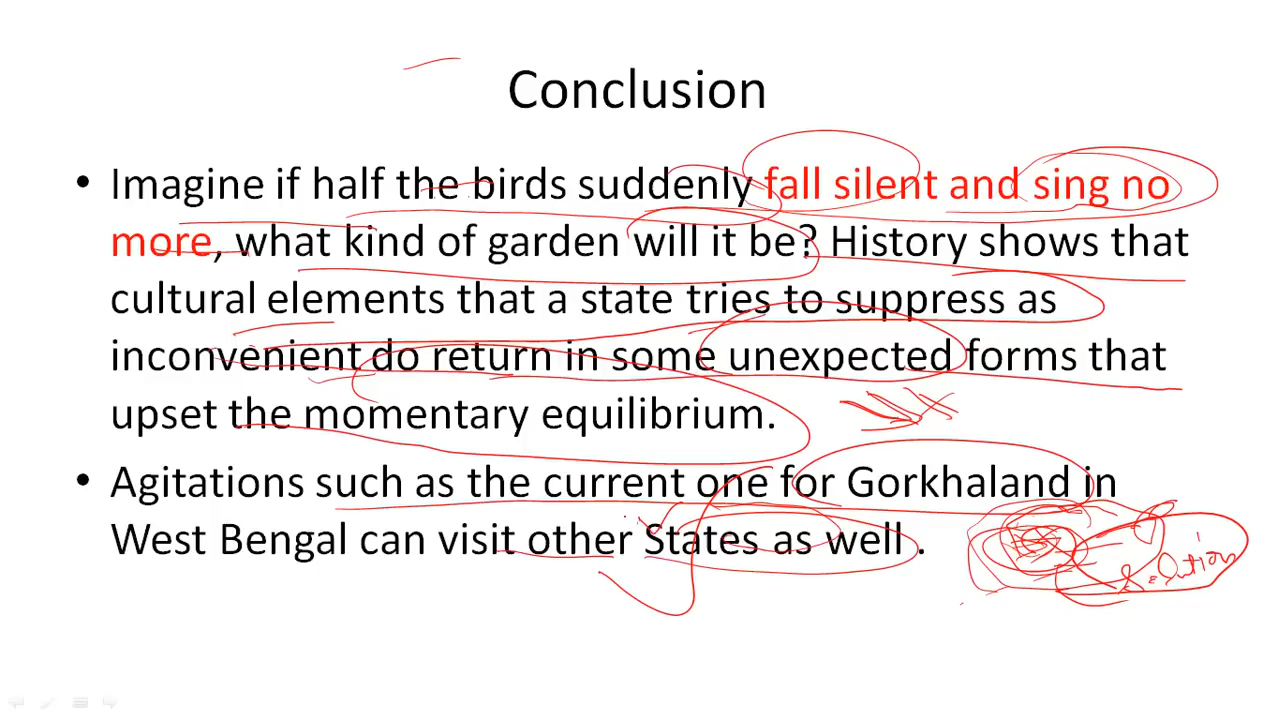 Conclusion
• Imagine if half the birds suddenly fall silent and sing no
more, what kind of garden will it be? History shows that
cultural elements that a state tries to suppress as
inconvenient do return in some unexpected forms that
upset the momentary equilibrium.
• Agitations such as the current one for Gorkhaland in
West Bengal can visit other States as well .